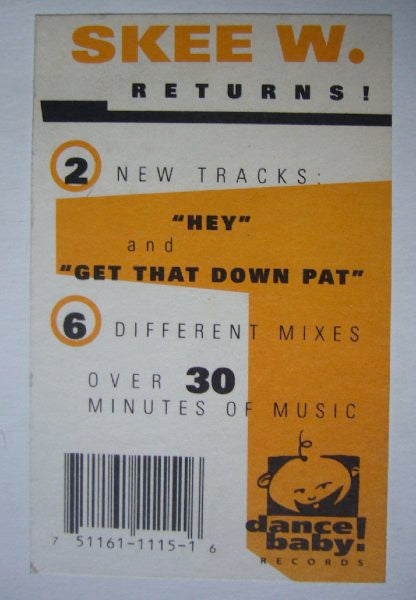 SKEE W.
RETURNS!
2 NEW TRACKS:
"HEY"
and
"GET THAT DOWN PAT"
6 DIFFERENT MIXES
OVER 30
MINUTES OF MUSIC
dance!
baby!
RECORDS
7 51161-1115-1 6